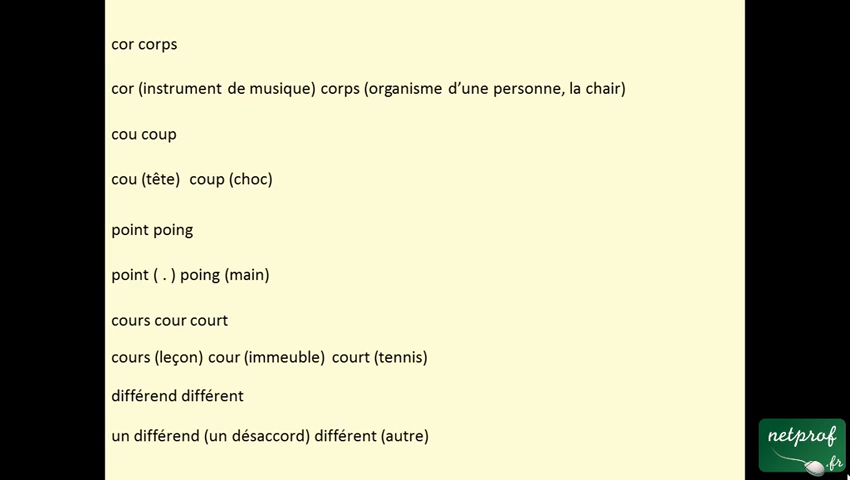 cor corps
cor (instrument de musique) corps (organisme d’une personne, la chair)
cou coup
cou (tête)  coup (choc)
point poing
point ( . ) poing (main)
cours cour court
cours (leçon) cour (immeuble)  court (tennis)
différend différent
un différend (un désaccord) différent (autre)
netprof
.fr